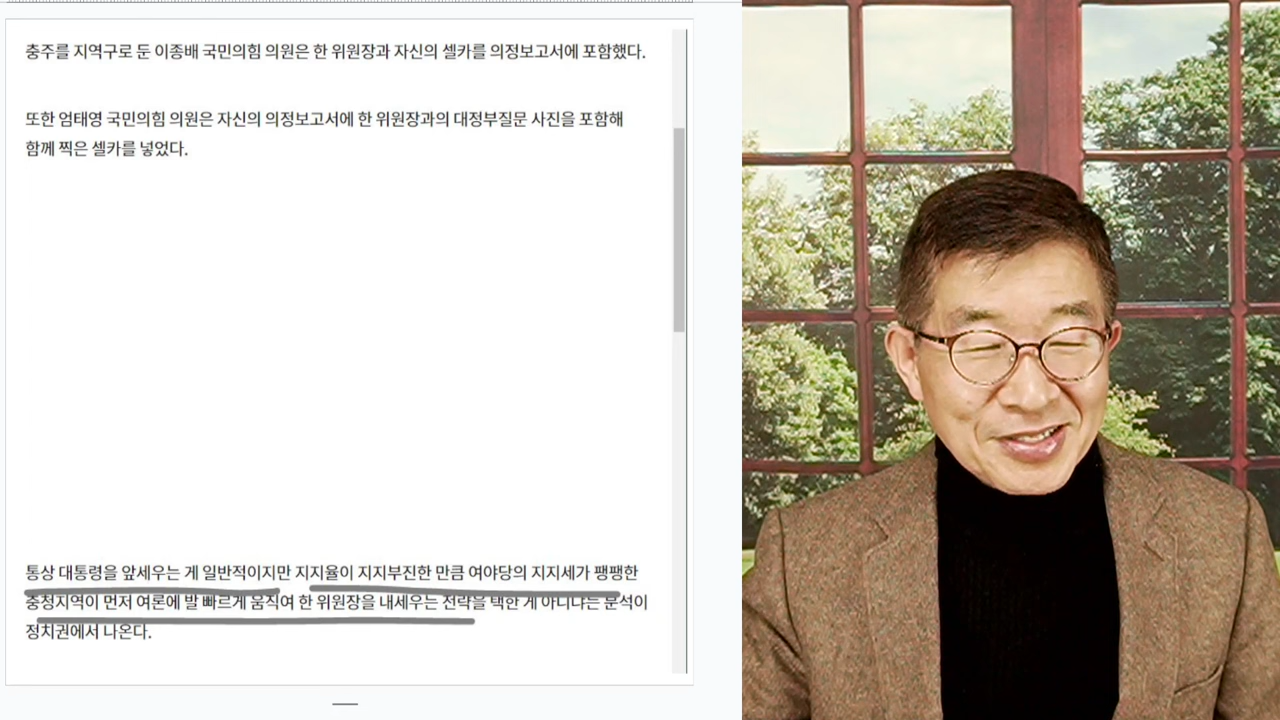 충주를 지역구로 둔 이종배 국민의힘 의원은 한 위원장과 자신의 셀카를 의정보고서에 포함했다.
또한 엄태영 국민의힘 의원은 자신의 의정보고서에 한 위원장과의 대정부질문 사진을 포함해
함께 찍은 셀카를 넣었다.
통상 대통령을 앞세우는 게 일반적이지만 지지율이 지지부진한 만큼 여야당의 지지세가 팽팽한
충청지역이 먼저 여론에 발 빠르게 움직여 한 위원장을 내세우는 전략을 택한 게 아니냐는 분석이
정치권에서 나온다.